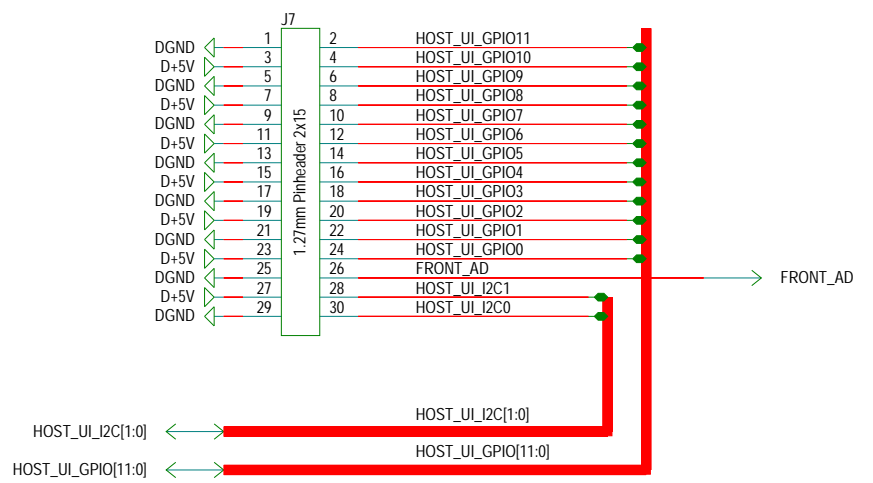 J7
DGND 1 2 HOST_UI_GPIO11
D+5V 3 4 HOST_UI_GPIO10
DGND 5 6 HOST_UI_GPIO9
D+5V 7 8 HOST_UI_GPIO8
DGND 9 10 HOST_UI_GPIO7
D+5V 11 12 HOST_UI_GPIO6
DGND 13 14 HOST_UI_GPIO5
D+5V 15 16 HOST_UI_GPIO4
DGND 17 18 HOST_UI_GPIO3
D+5V 19 20 HOST_UI_GPIO2
DGND 21 22 HOST_UI_GPIO1
D+5V 23 24 HOST_UI_GPIO0
DGND 25 26 FRONT_AD FRONT_AD
D+5V 27 28 HOST_UI_I2C1
DGND 29 30 HOST_UI_I2C0
1.27mm Pinheader 2x15
HOST_UI_I2C[1:0] HOST_UI_I2C[1:0]
HOST_UI_GPIO[11:0] HOST_UI_GPIO[11:0]